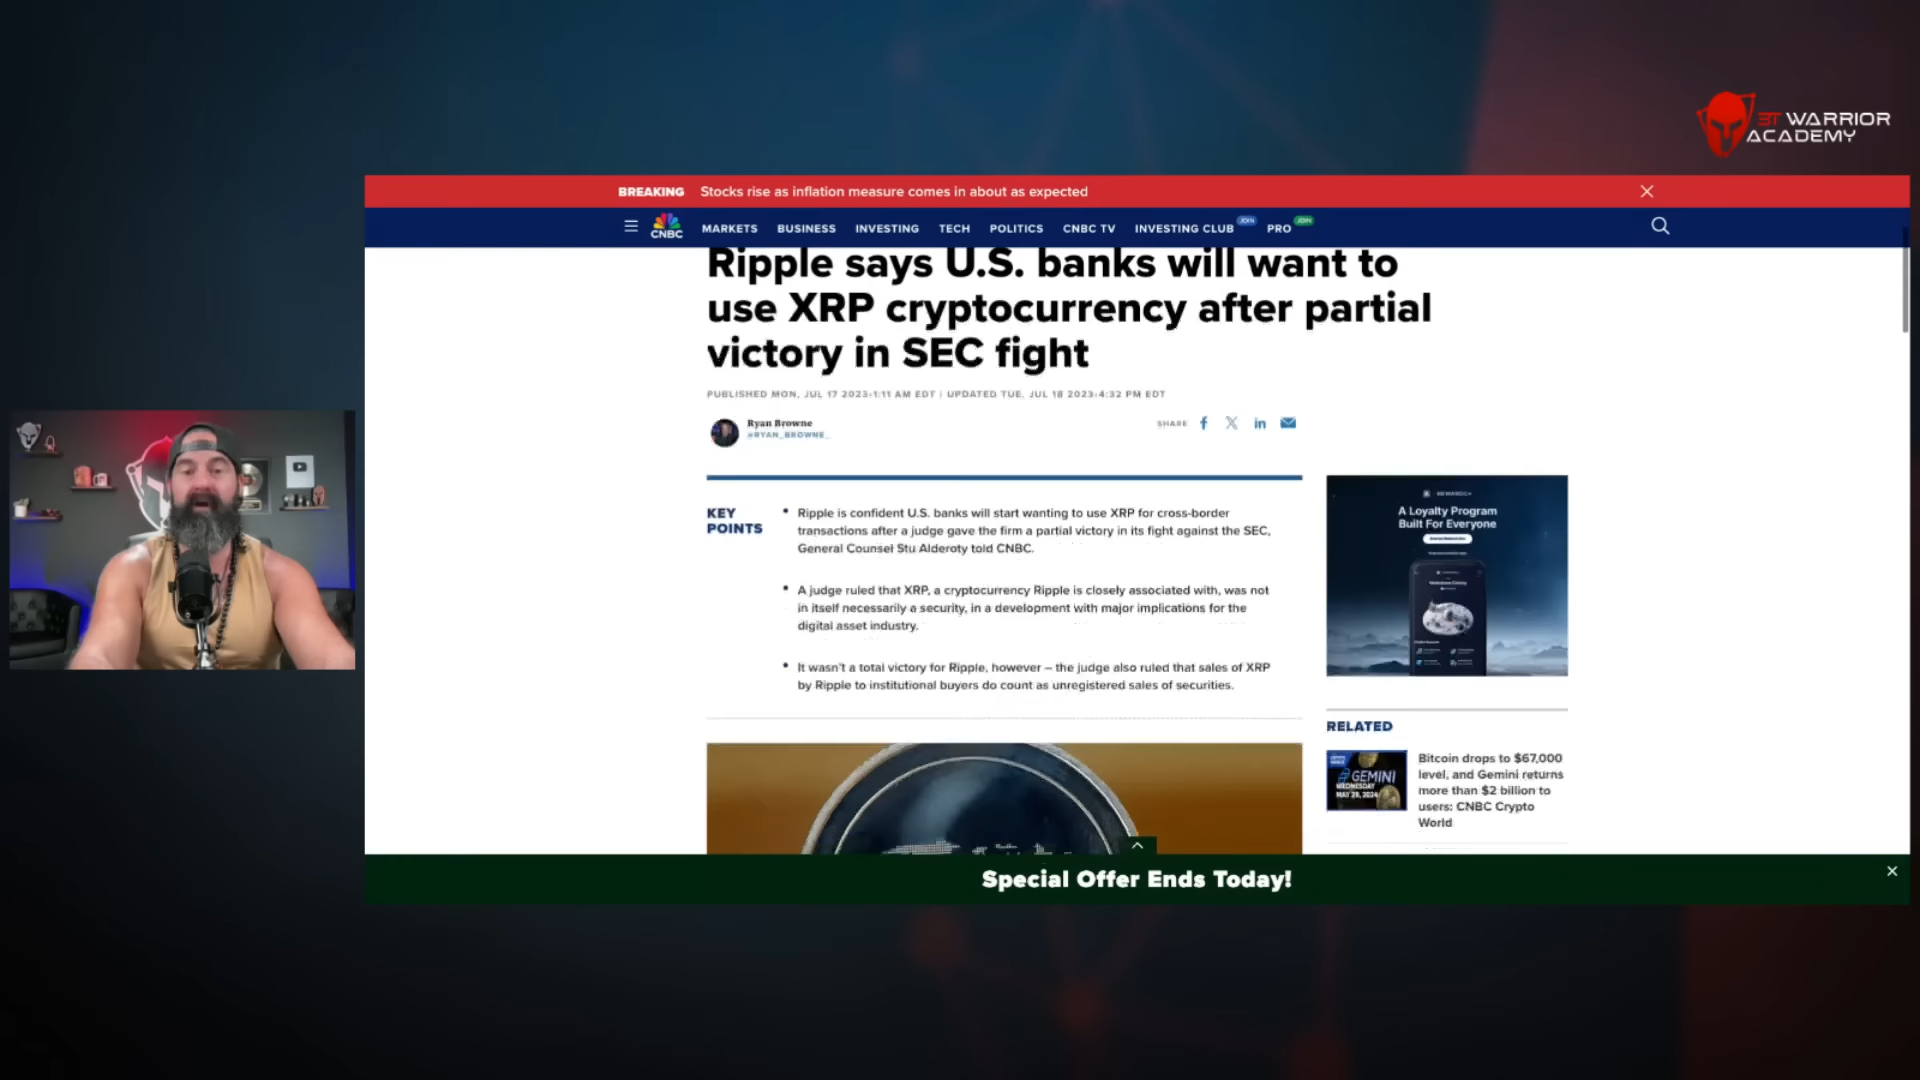 3T WARRIOR
ACADEMY
BREAKING Stocks rise as inflation measure comes in about as expected
CNBC MARKETS BUSINESS INVESTING TECH POLITICS CNBC TV INVESTING CLUB JOIN PRO JOIN
Ripple says U.S. banks will want to
use XRP cryptocurrency after partial
victory in SEC fight
PUBLISHED MON, JUL 17 2023•1:11 AM EDT | UPDATED TUE, JUL 18 2023•4:32 PM EDT
Ryan Browne
@RYAN_BROWNE_
SHARE
KEY
POINTS
• Ripple is confident U.S. banks will start wanting to use XRP for cross-border
transactions after a judge gave the firm a partial victory in its fight against the SEC,
General Counsel Stu Alderoty told CNBC.
• A judge ruled that XRP, a cryptocurrency Ripple is closely associated with, was not
in itself necessarily a security, in a development with major implications for the
digital asset industry.
• It wasn't a total victory for Ripple, however – the judge also ruled that sales of XRP
by Ripple to institutional buyers do count as unregistered sales of securities.
A Loyalty Program
Built For Everyone
RELATED
GEMINI
WEDNESDAY
MAY 29, 2024
Bitcoin drops to $67,000
level, and Gemini returns
more than $2 billion to
users: CNBC Crypto
World
Special Offer Ends Today!